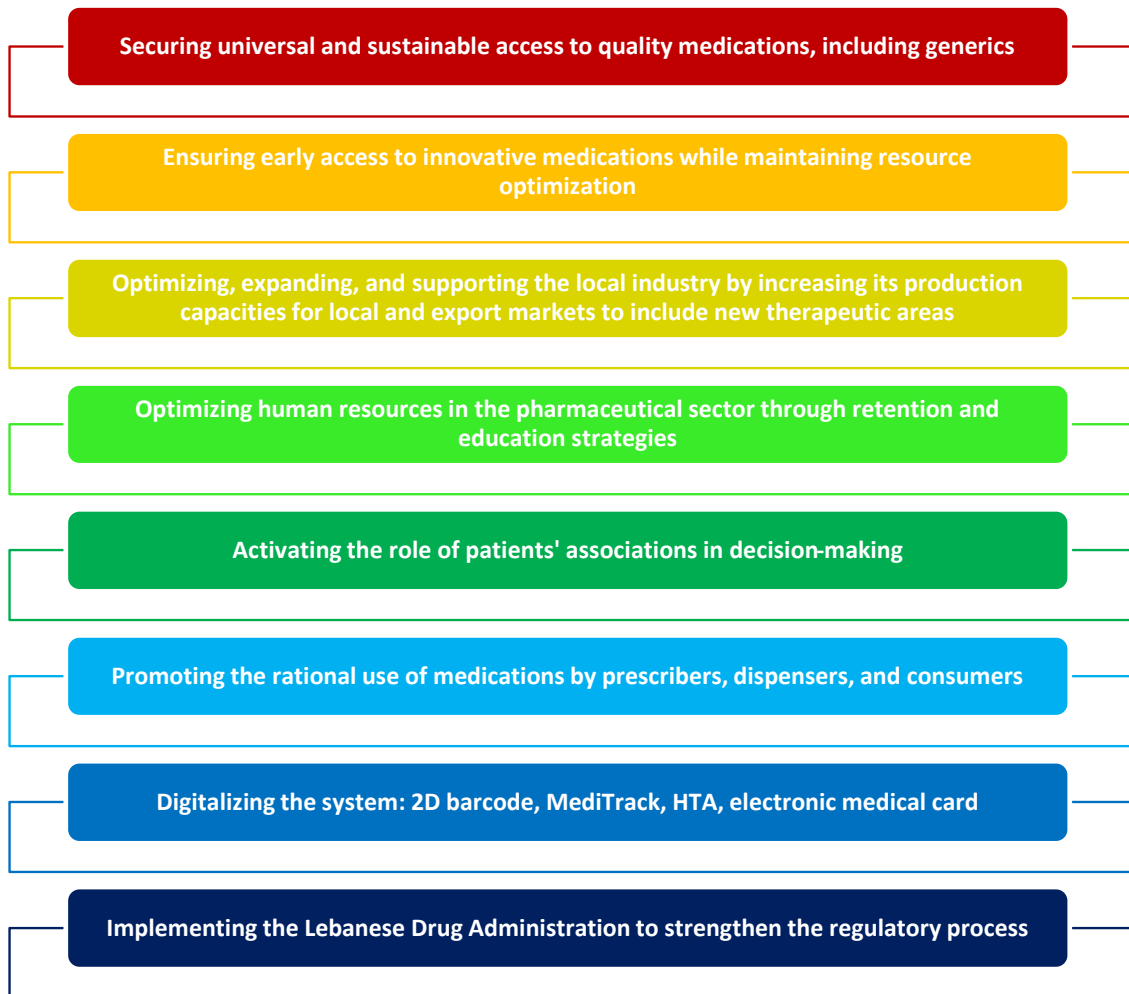 Securing universal and sustainable access to quality medications, including generics
Ensuring early access to innovative medications while maintaining resource
optimization
Optimizing, expanding, and supporting the local industry by increasing its production
capacities for local and export markets to include new therapeutic areas
Optimizing human resources in the pharmaceutical sector through retention and
education strategies
Activating the role of patients' associations in decision-making
Promoting the rational use of medications by prescribers, dispensers, and consumers
Digitalizing the system: 2D barcode, MediTrack, HTA, electronic medical card
Implementing the Lebanese Drug Administration to strengthen the regulatory process